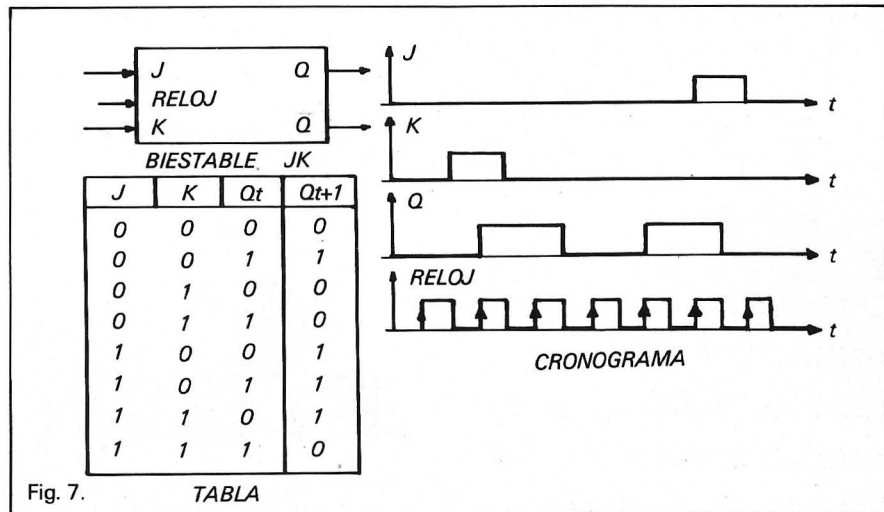 J Q
RELOJ
K Q
BIESTABLE JK
J K Qt Qt+1
0 0 0 0
0 0 1 1
0 1 0 0
0 1 1 0
1 0 0 1
1 0 1 1
1 1 0 1
1 1 1 0
Fig. 7. TABLA
J
t
K
t
Q
t
RELOJ
t
CRONOGRAMA